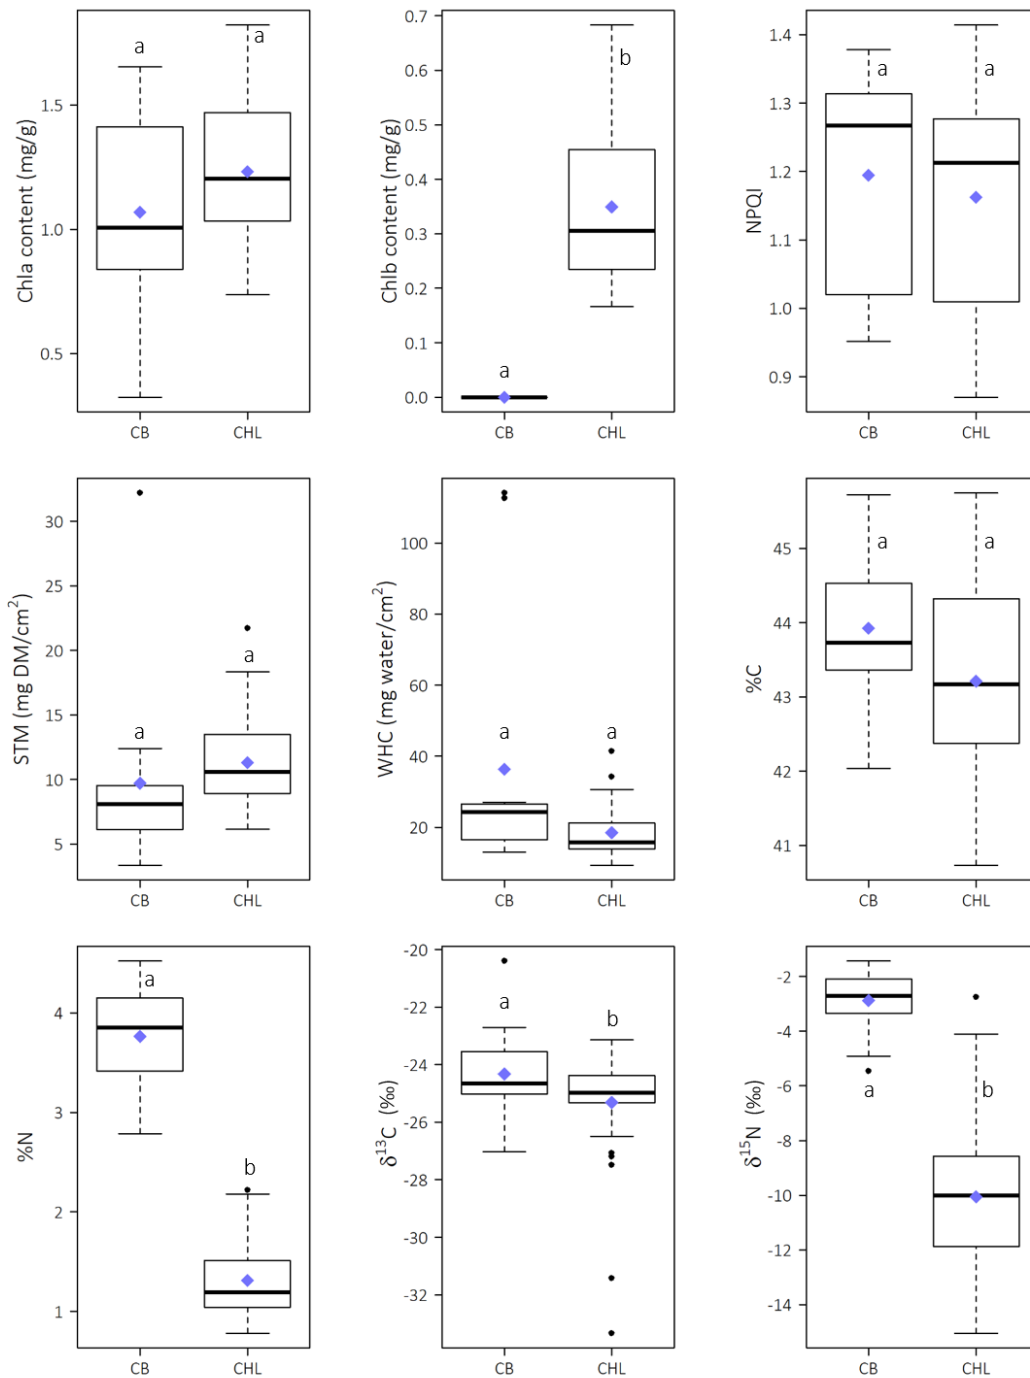 Chla content (mg/g)
1.5
1.0
0.5
a
a
CB
CHL
Chlb content (mg/g)
0.7
0.6
0.5
0.4
0.3
0.2
0.1
0.0
a
b
CB
CHL
NPQI
1.4
1.3
1.2
1.1
1.0
0.9
a
a
CB
CHL
STM (mg DM/cm²)
30
25
20
15
10
5
a
a
CB
CHL
WHC (mg water/cm²)
100
80
60
40
20
a
a
CB
CHL
%C
45
44
43
42
41
a
a
CB
CHL
%N
4
3
2
1
a
b
CB
CHL
δ¹³C (‰)
-20
-22
-24
-26
-28
-30
-32
a
b
CB
CHL
δ¹⁵N (‰)
-2
-4
-6
-8
-10
-12
-14
a
b
CB
CHL